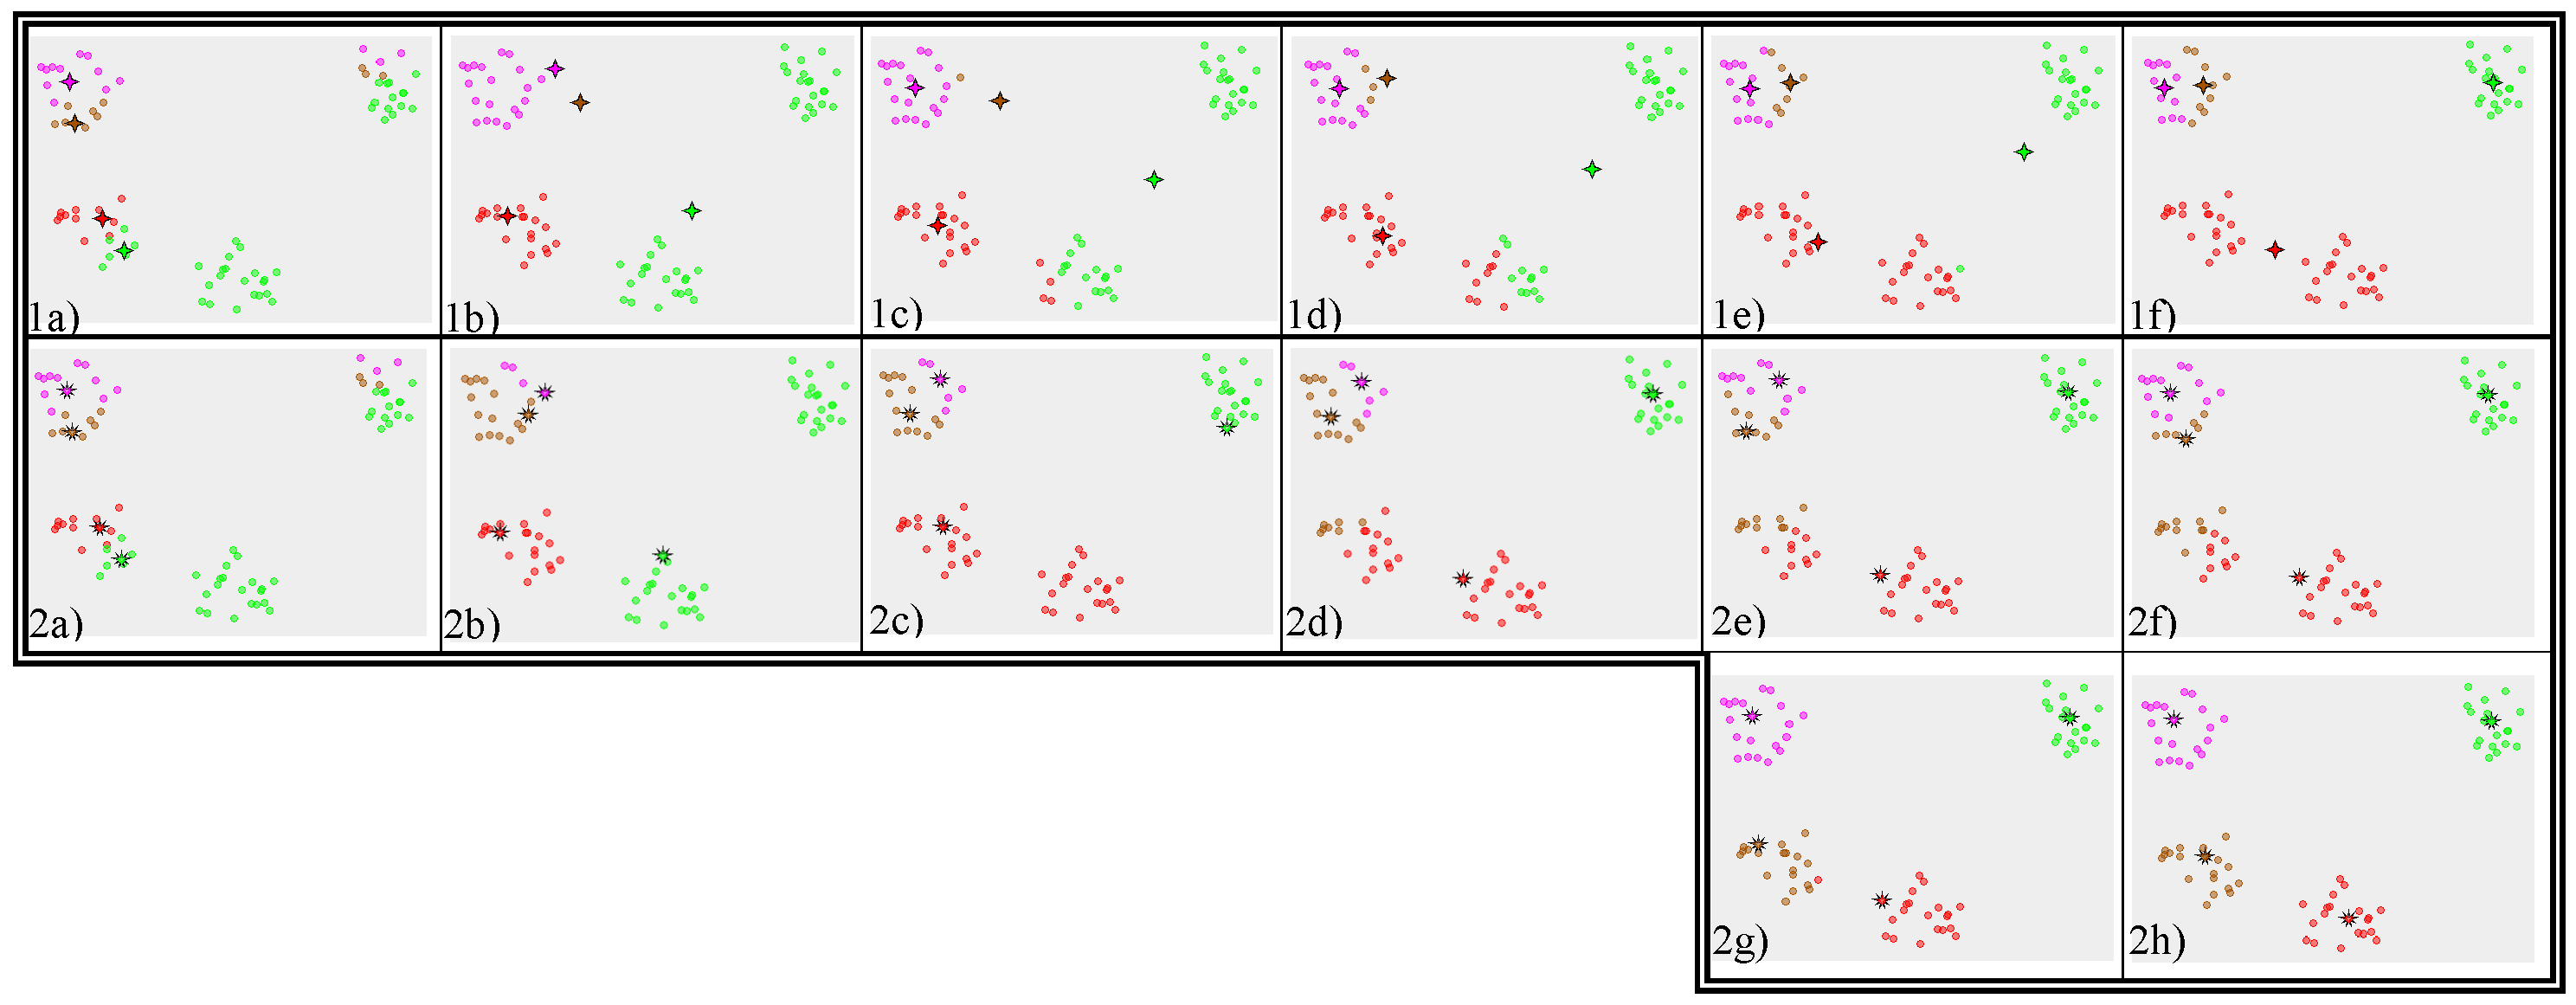 1a) 1b) 1c) 1d) 1e) 1f)
2a) 2b) 2c) 2d) 2e) 2f)
2g) 2h)